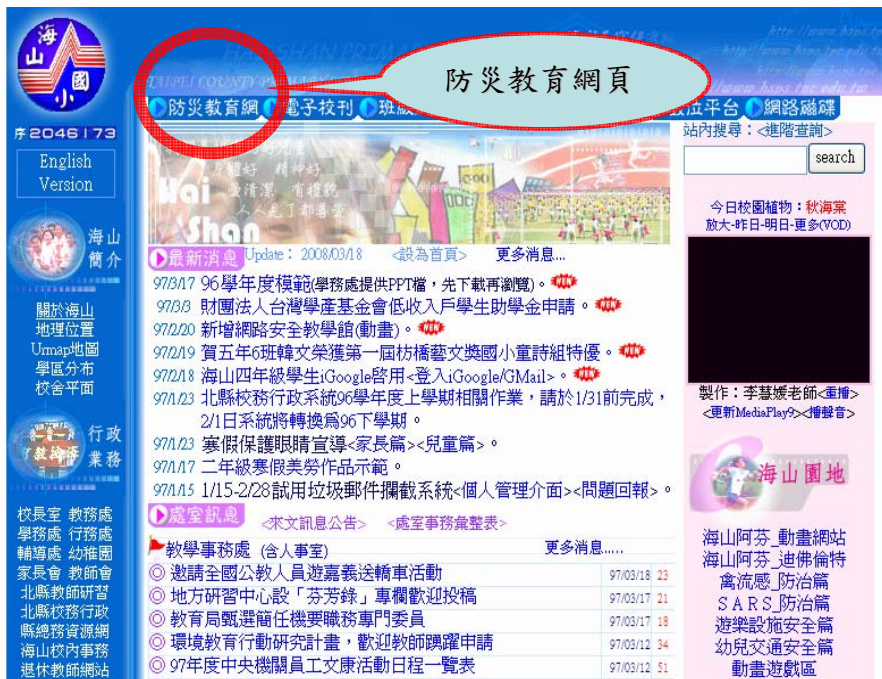 海山國小
序2046173
English
Version
海山
簡介
關於海山
地理位置
Urmap地圖
學區分布
校舍平面
行政
業務
校長室 教務處
學務處 行務處
輔導處 幼稚園
家長會 教師會
北縣教師研習
北縣校務行政
縣總務資源網
海山校內事務
退休教師網站
防災教育網頁
防災教育網
電子校刊
平台
網路磁碟
Hai
Shan
最新消息
Update： 2008/03/18 <設為首頁> 更多消息...
97/3/17 96學年度模範(學務處提供PPT檔，先下載再瀏覽)。
97/3/3 財團法人台灣學產基金會低收入戶學生助學金申請。
97/2/20 新增網路安全教學館(動畫)。
97/2/19 賀五年6班韓文榮獲第一屆枋橋藝文獎國小童詩組特優。
97/2/18 海山四年級學生iGoogle啓用<登入iGoogle/GMail>。
97/1/23 北縣校務行政系統96學年度上學期相關作業，請於1/31前完成，
2/1日系統將轉換爲96下學期。
97/1/23 寒假保護眼睛宣導<家長篇><兒童篇>。
97/1/17 二年級寒假美勞作品示範。
97/1/15 1/15-2/28試用垃圾郵件攔截系統<個人管理介面><問題回報>。
處室訊息
<來文訊息公告> <處室事務彙整表>
教學事務處 (含人事室) 更多消息.....
◎ 邀請全國公教人員遊嘉義送轎車活動 97/03/18 23
◎ 地方研習中心設「芬芳錄」專欄歡迎投稿 97/03/17 21
◎ 教育局甄選簡任機要職務專門委員 97/03/17 18
◎ 環境教育行動研究計畫，歡迎教師踴躍申請 97/03/12 34
◎ 97年度中央機關員工文康活動日程一覽表 97/03/12 51
站內搜尋：<進階查詢>
search
今日校園植物：秋海棠
放大-昨日-明日-更多(VOD)
製作：李慧媛老師<重播>
<更新MediaPlay9><播聲音>
海山園地
海山阿芬_動畫網站
海山阿芬_迪佛倫特
禽流感_防治篇
SARS_防治篇
遊樂設施安全篇
幼兒交通安全篇
動畫遊戲區